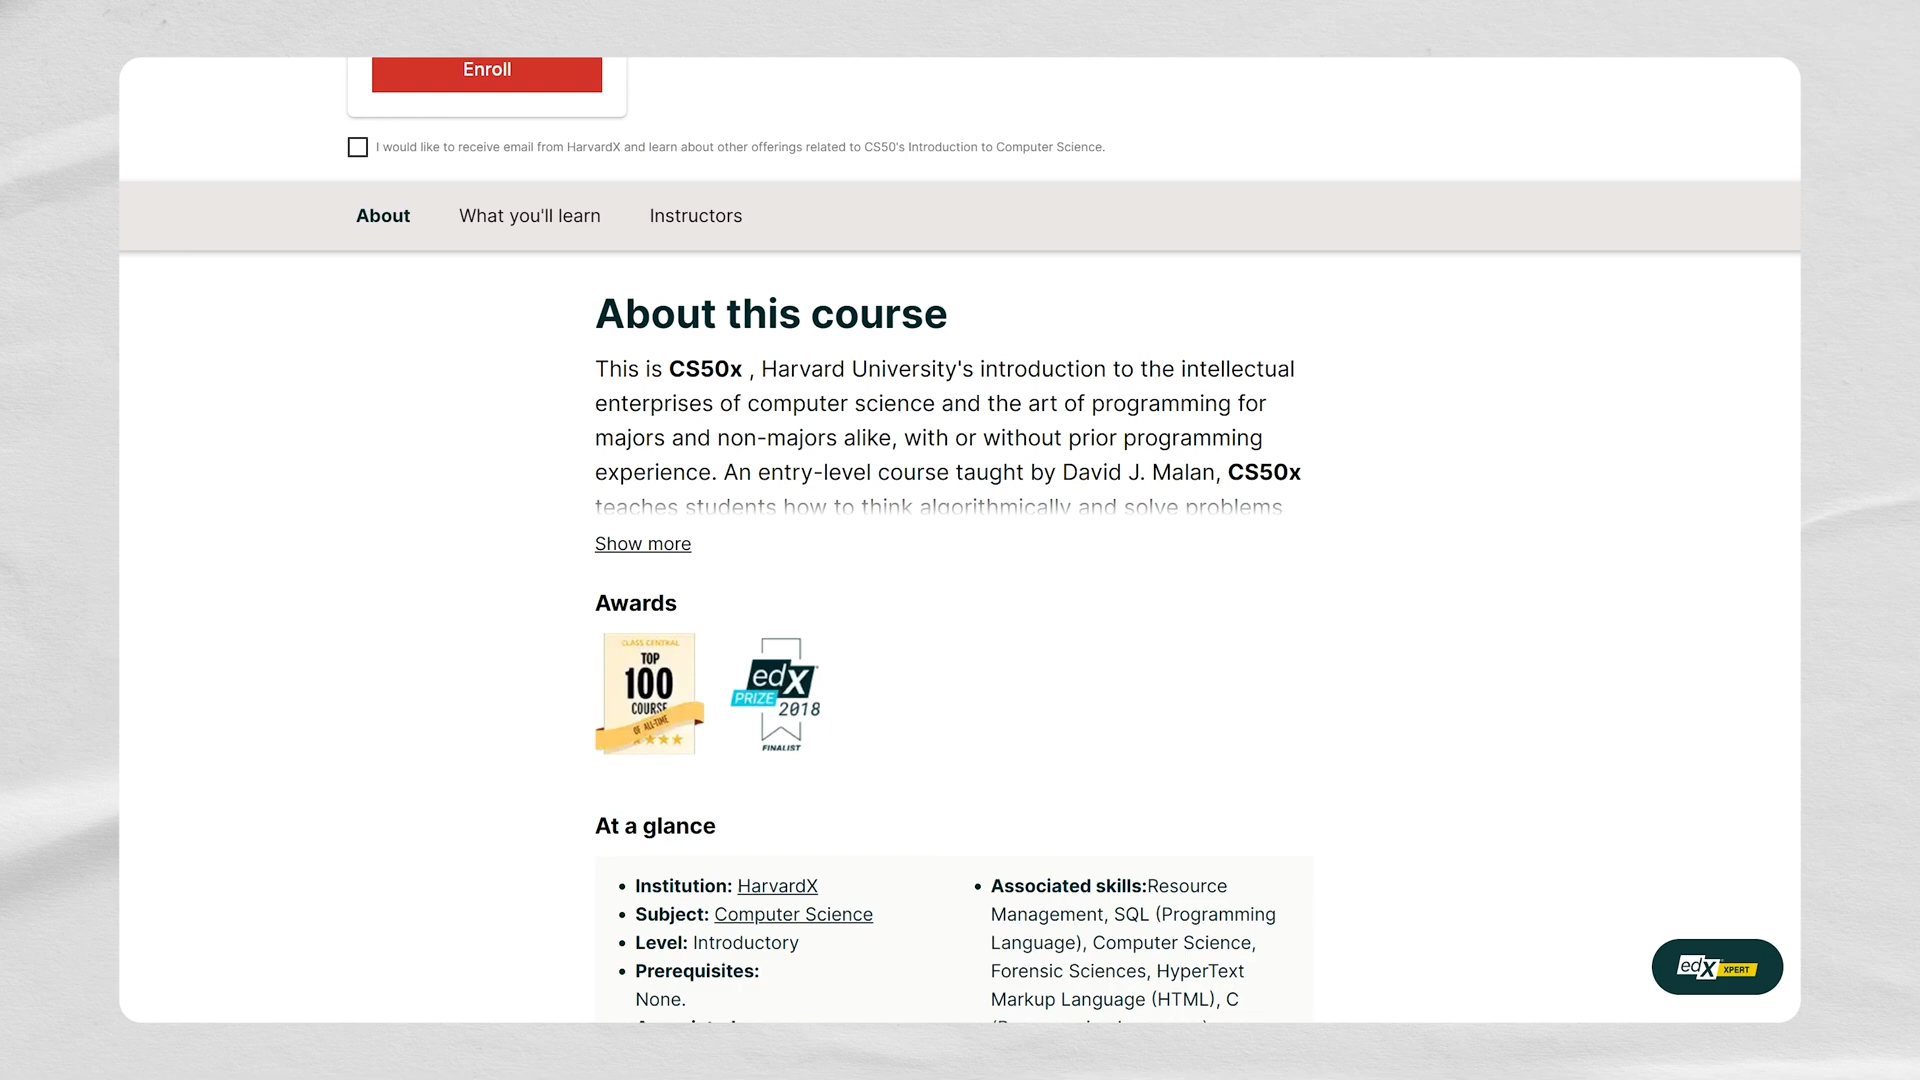 Enroll
I would like to receive email from HarvardX and learn about other offerings related to CS50's Introduction to Computer Science.
About What you'll learn Instructors
About this course
This is CS50x , Harvard University's introduction to the intellectual
enterprises of computer science and the art of programming for
majors and non-majors alike, with or without prior programming
experience. An entry-level course taught by David J. Malan, CS50x
teaches students how to think algorithmically and solve problems
Show more
Awards
CLASS CENTRAL
TOP
100
COURSE
OF ALL-TIME
edX
PRIZE
2018
FINALIST
At a glance
Institution: HarvardX
Subject: Computer Science
Level: Introductory
Prerequisites:
None.
Associated skills:Resource
Management, SQL (Programming
Language), Computer Science,
Forensic Sciences, HyperText
Markup Language (HTML), C
edX XPERT